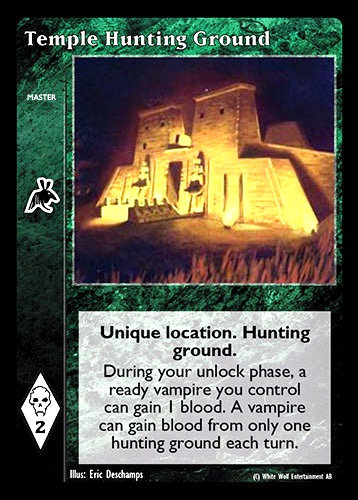 Temple Hunting Ground
MASTER
Unique location. Hunting
ground.
During your unlock phase, a
ready vampire you control
can gain 1 blood. A vampire
can gain blood from only one
hunting ground each turn.
2
Illus: Eric Deschamps
(C) White Wolf Entertainment AB